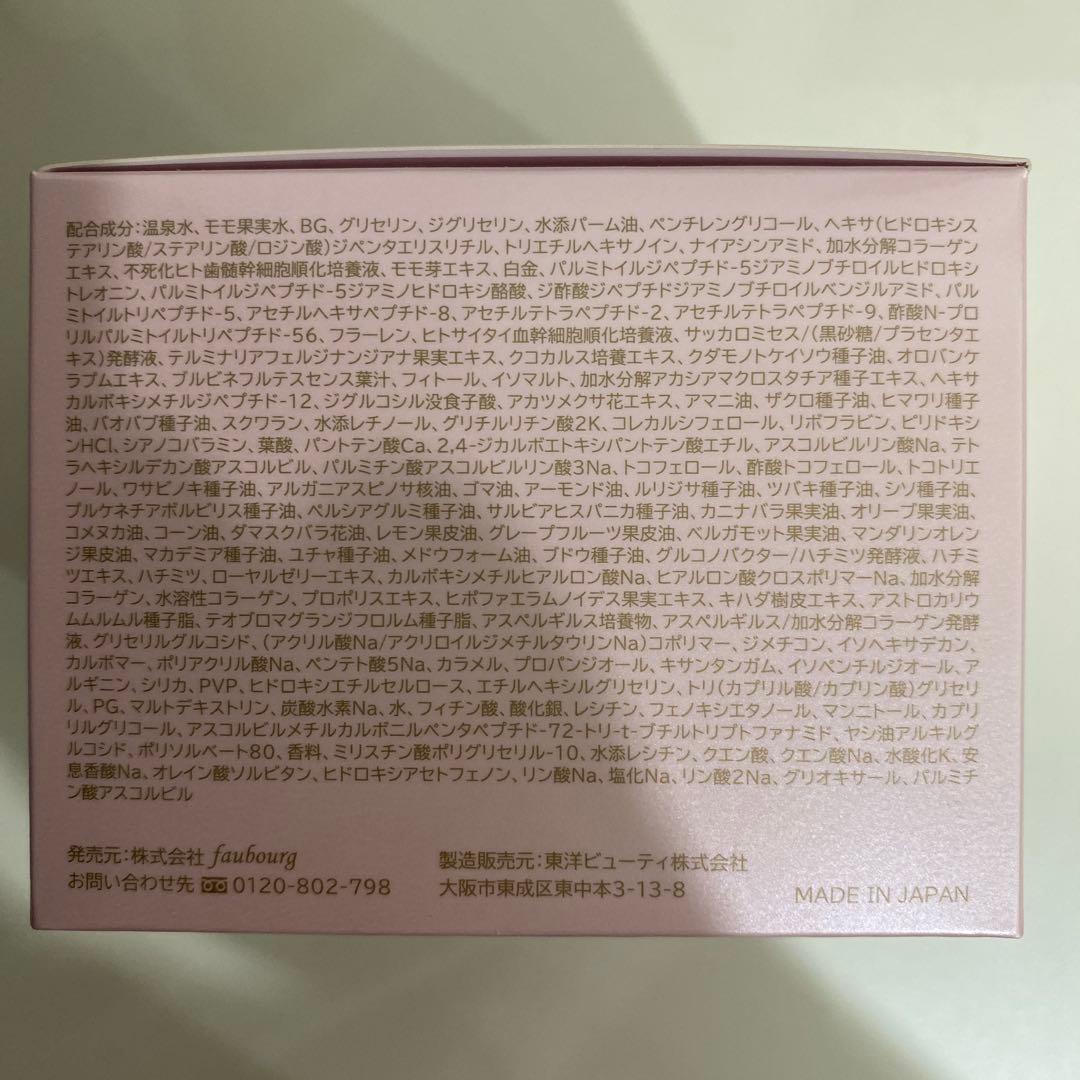 配合成分:温泉水、モモ果実水、BG、グリセリン、ジグリセリン、水添パーム油、ペンチレングリコール、ヘキサ(ヒドロキシス
テアリン酸/ステアリン酸/ロジン酸)ジペンタエリスリチル、トリエチルヘキサノイン、ナイアシンアミド、加水分解コラーゲン
エキス、不死化ヒト歯髄幹細胞順化培養液、モモ芽エキス、白金、パルミトイルジペプチド-5ジアミノブチロイルヒドロキシ
トレオニン、パルミトイルジペプチド-5ジアミノヒドロキシ酪酸、ジ酢酸ジペプチドジアミノブチロイルベンジルアミド、パル
ミトイルトリペプチド-5、アセチルヘキサペプチド-8、アセチルテトラペプチド-2、アセチルテトラペプチド-9、酢酸N-プロ
リルパルミトイルトリペプチド-56、フラーレン、ヒトサイタイ血幹細胞順化培養液、サッカロミセス/(黒砂糖/プラセンタエ
キス)発酵液、テルミナリアフェルジナンジアナ果実エキス、クコカルス培養エキス、クダモノトケイソウ種子油、オロバンケ
ラプムエキス、ブルビネフルテスセンス葉汁、フィトール、イソマルト、加水分解アカシアマクロスタチア種子エキス、ヘキサ
カルボキシメチルジペプチド-12、ジグルコシル没食子酸、アカツメクサ花エキス、アマニ油、ザクロ種子油、ヒマワリ種子
油、バオバブ種子油、スクワラン、水添レチノール、グリチルリチン酸2K、コレカルシフェロール、リボフラビン、ピリドキシ
ンHCl、シアノコバラミン、葉酸、パントテン酸Ca、2,4-ジカルボエトキシパントテン酸エチル、アスコルビルリン酸Na、テト
ラヘキシルデカン酸アスコルビル、パルミチン酸アスコルビルリン酸3Na、トコフェロール、酢酸トコフェロール、トコトリエ
ノール、ワサビノキ種子油、アルガニアスピノサ核油、ゴマ油、アーモンド油、ルリジサ種子油、ツバキ種子油、シソ種子油、
プルケネチアボルビリス種子油、ペルシアグルミ種子油、サルビアヒスパニカ種子油、カニナバラ果実油、オリーブ果実油、
コメヌカ油、コーン油、ダマスクバラ花油、レモン果皮油、グレープフルーツ果皮油、ベルガモット果実油、マンダリンオレン
ジ果皮油、マカデミア種子油、ユチャ種子油、メドウフォーム油、ブドウ種子油、グルコノバクター/ハチミツ発酵液、ハチミ
ツエキス、ハチミツ、ローヤルゼリーエキス、カルボキシメチルヒアルロン酸Na、ヒアルロン酸クロスポリマーNa、加水分解
コラーゲン、水溶性コラーゲン、プロポリスエキス、ヒポファエラムノイデス果実エキス、キハダ樹皮エキス、アストロカリウ
ムムルムル種子脂、テオブロマグランジフロルム種子脂、アスペルギルス培養物、アスペルギルス/加水分解コラーゲン発酵
液、グリセリルグルコシド、(アクリル酸Na/アクリロイルジメチルタウリンNa)コポリマー、ジメチコン、イソヘキサデカン、
カルボマー、ポリアクリル酸Na、ペンテト酸5Na、カラメル、プロパンジオール、キサンタンガム、イソペンチルジオール、ア
ルギニン、シリカ、PVP、ヒドロキシエチルセルロース、エチルヘキシルグリセリン、トリ(カプリル酸/カプリン酸)グリセリ
ル、PG、マルトデキストリン、炭酸水素Na、水、フィチン酸、酸化銀、レシチン、フェノキシエタノール、マンニトール、カプリ
リルグリコール、アスコルビルメチルカルボニルペンタペプチド-72-トリ-t-ブチルトリプトファナミド、ヤシ油アルキルグ
ルコシド、ポリソルベート80、香料、ミリスチン酸ポリグリセリル-10、水添レシチン、クエン酸、クエン酸Na、水酸化K、安
息香酸Na、オレイン酸ソルビタン、ヒドロキシアセトフェノン、リン酸Na、塩化Na、リン酸2Na、グリオキサール、パルミチ
ン酸アスコルビル
発売元:株式会社 faubourg
お問い合わせ先 0120-802-798
製造販売元:東洋ビューティ株式会社
大阪市東成区東中本3-13-8
MADE IN JAPAN